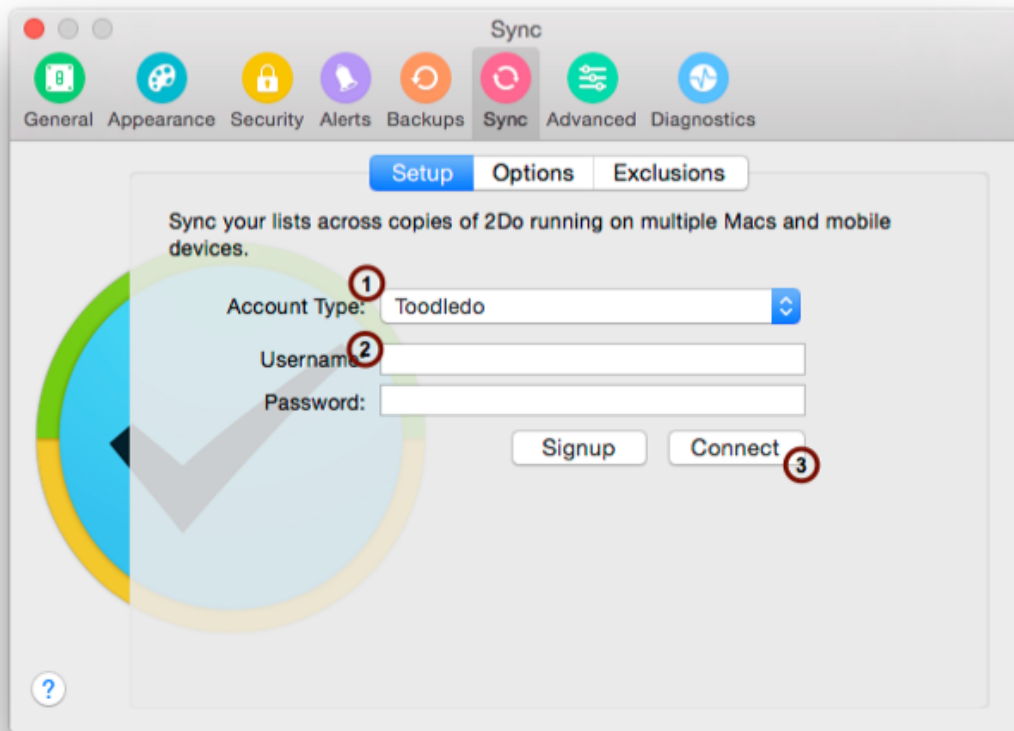 Sync
General Appearance Security Alerts Backups Sync Advanced Diagnostics
Setup Options Exclusions
Sync your lists across copies of 2Do running on multiple Macs and mobile
devices.
1
Account Type: Toodledo
2
Username
Password:
Signup Connect
3
?